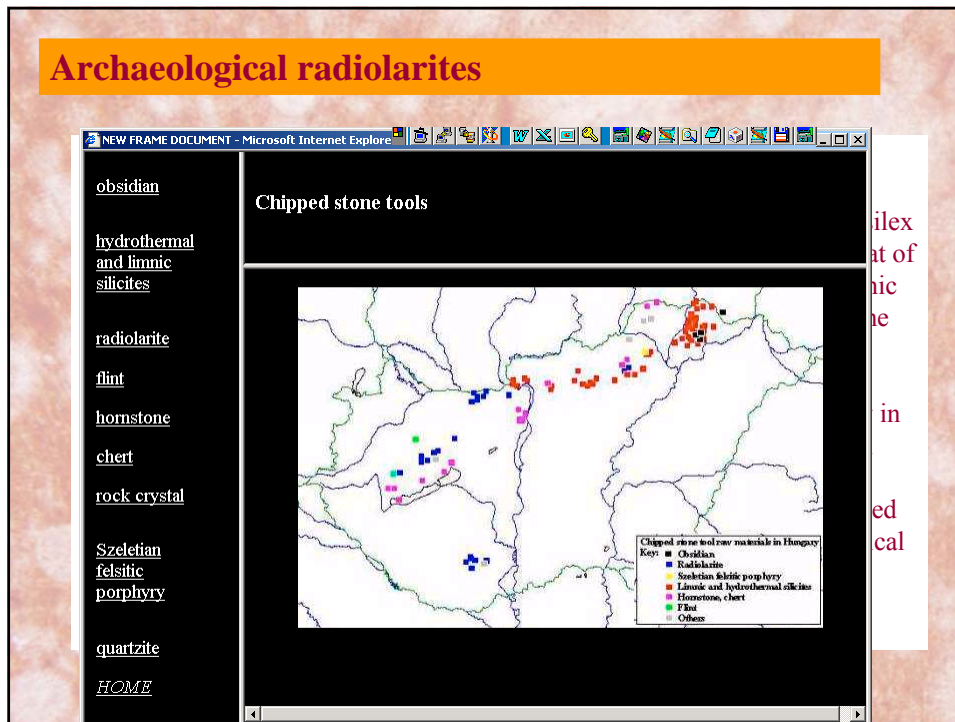 Archaeological radiolarites
NEW FRAME DOCUMENT - Microsoft Internet Explore
obsidian
hydrothermal
and limnic
silicites
radiolarite
flint
hornstone
chert
rock crystal
Szeletian
felsitic
porphyry
quartzite
HOME
Chipped stone tools
Chipped stone tool raw materials in Hungary
Key:
Obsidian
Radiolarite
Szeletian felsitic porphyry
Limnic and hydrothermal silicites
Hornstone, chert
Flint
Others
ilex
at of
nic
ne
in
ed
ical